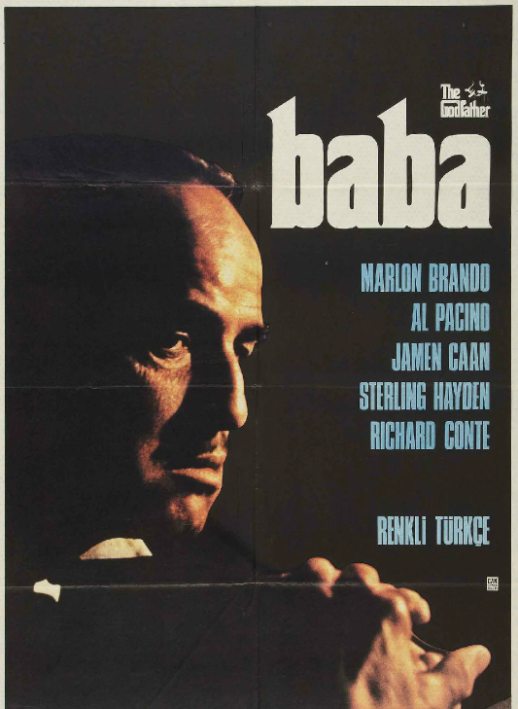 The
Godfather
baba
MARLON BRANDO
AL PACINO
JAMEN CAAN
STERLING HAYDEN
RICHARD CONTE
RENKLİ TÜRKÇE